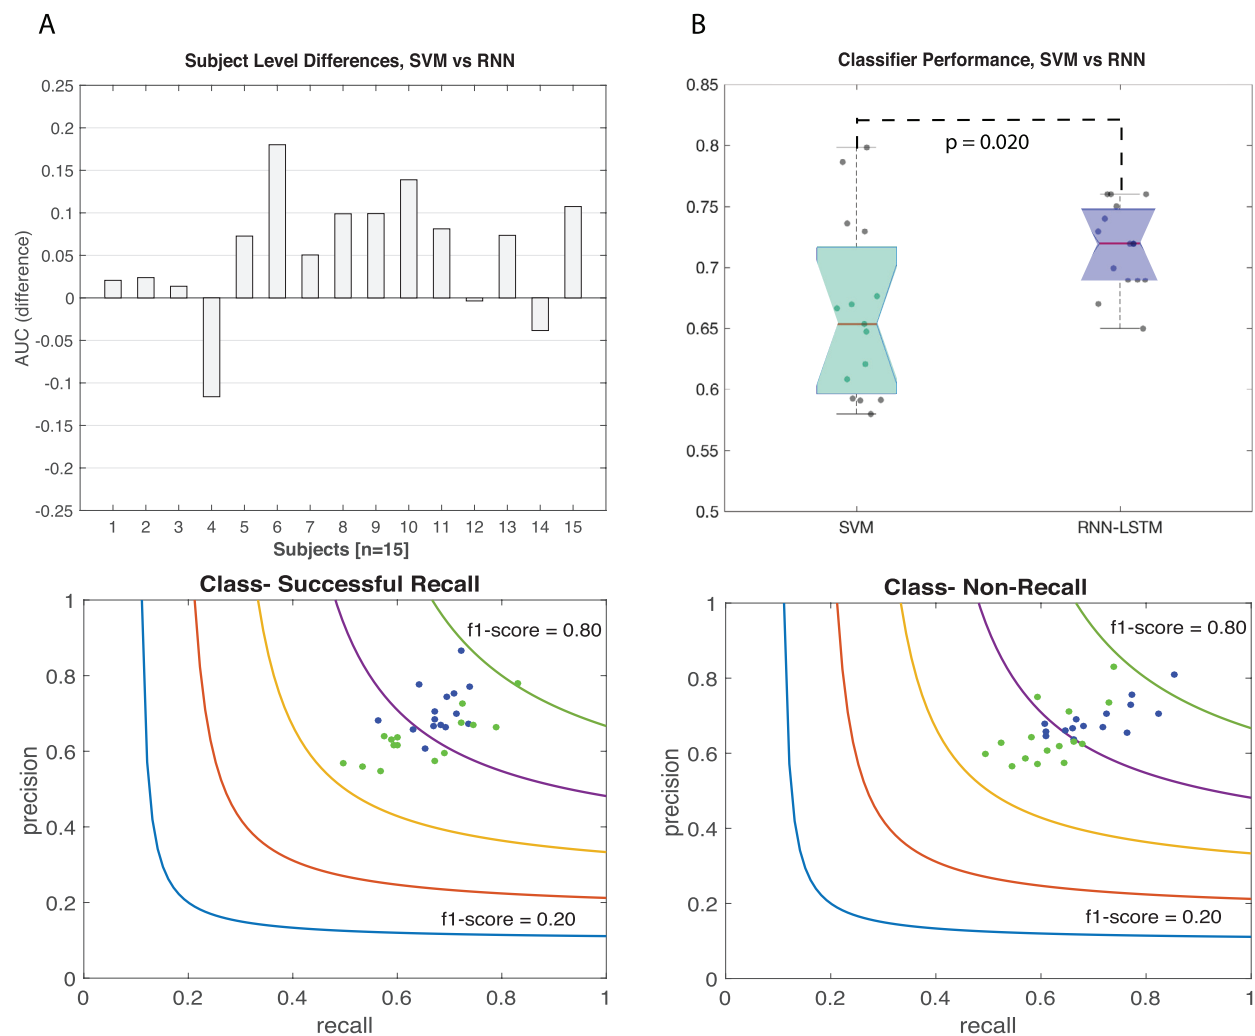 A
B
Subject Level Differences, SVM vs RNN
Classifier Performance, SVM vs RNN
AUC (difference)
0.25
0.2
0.15
0.1
0.05
0
-0.05
-0.1
-0.15
-0.2
-0.25
1 2 3 4 5 6 7 8 9 10 11 12 13 14 15
Subjects [n=15]
0.85
0.8
0.75
0.7
0.65
0.6
0.55
0.5
p = 0.020
SVM RNN-LSTM
Class- Successful Recall
f1-score = 0.80
f1-score = 0.20
precision
1
0.8
0.6
0.4
0.2
0
0 0.2 0.4 0.6 0.8 1
recall
Class- Non-Recall
f1-score = 0.80
f1-score = 0.20
precision
1
0.8
0.6
0.4
0.2
0
0 0.2 0.4 0.6 0.8 1
recall